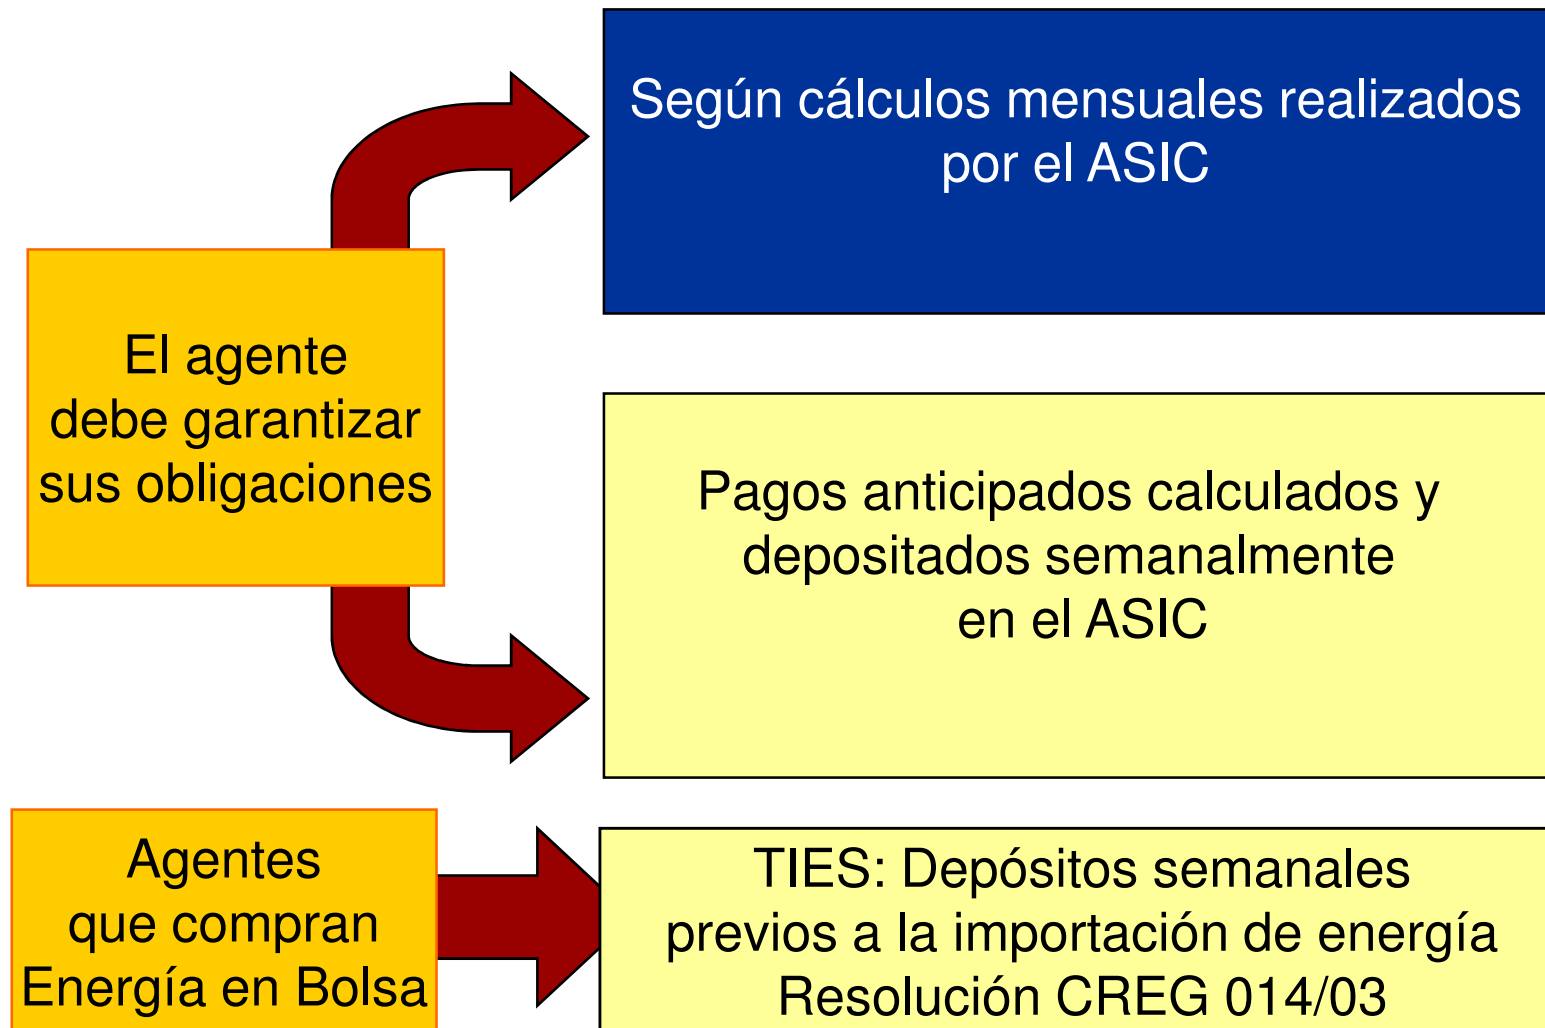 Según cálculos mensuales realizados
por el ASIC
El agente
debe garantizar
sus obligaciones
Pagos anticipados calculados y
depositados semanalmente
en el ASIC
Agentes
que compran
Energía en Bolsa
TIES: Depósitos semanales
previos a la importación de energía
Resolución CREG 014/03